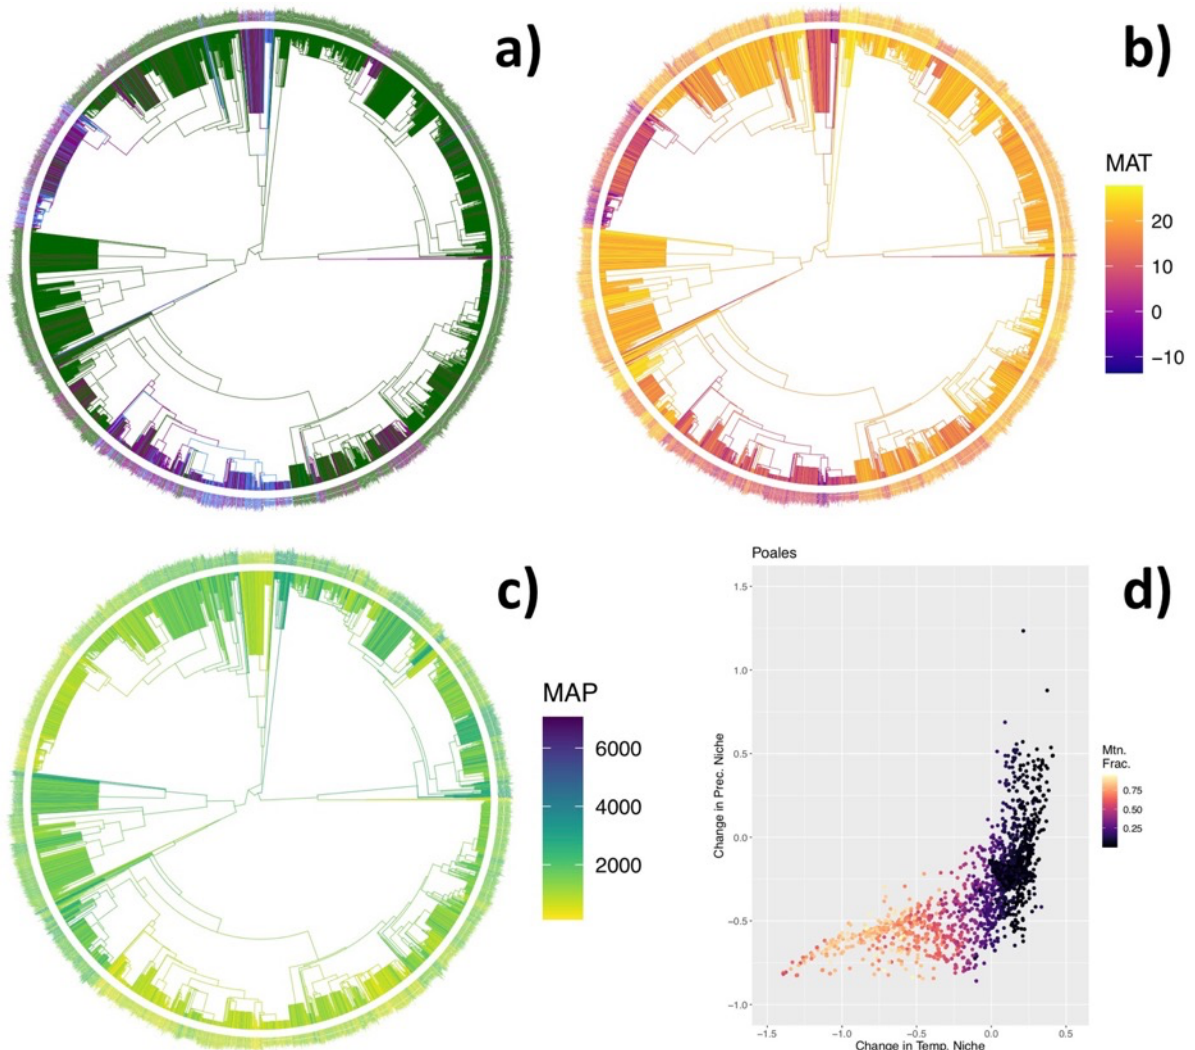 a)
b)
MAT
20
10
0
−10
c)
MAP
6000
4000
2000
Poales
d)
1.5
1.0
0.5
0.0
−0.5
−1.0
Change in Prec. Niche
−1.5
−1.0
−0.5
0.0
0.5
Change in Temp. Niche
Mtn.
Frac.
0.75
0.50
0.25